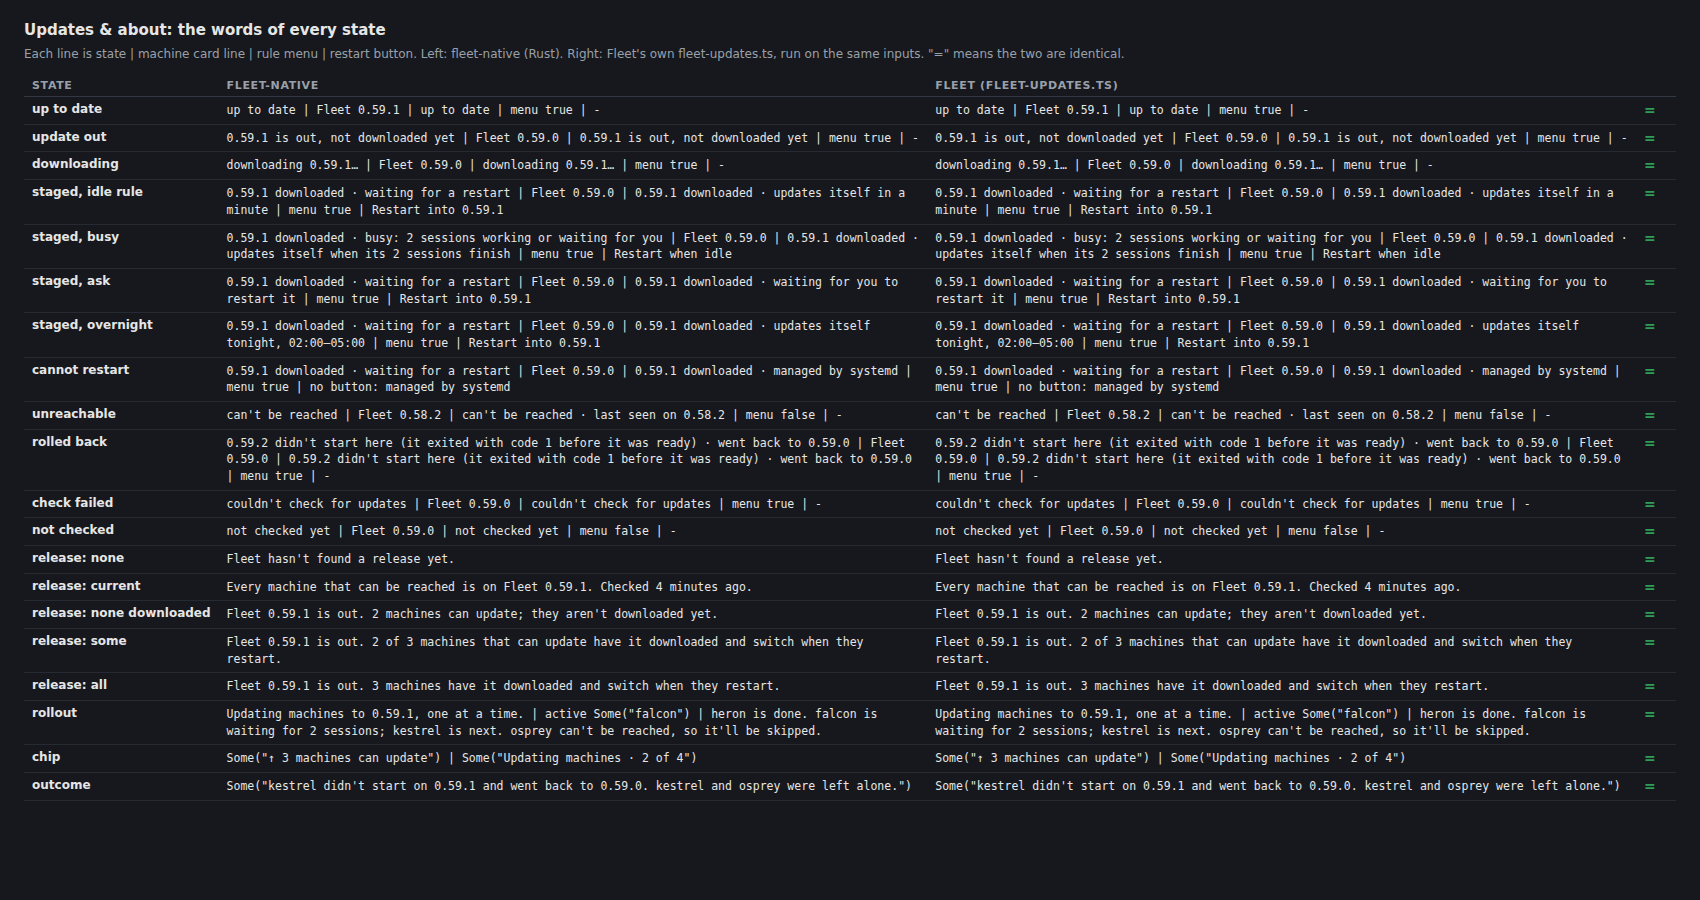 Updates & about: the words of every state
Each line is state | machine card line | rule menu | restart button. Left: fleet-native (Rust). Right: Fleet's own fleet-updates.ts, run on the same inputs. "=" means the two are identical.
STATE FLEET-NATIVE FLEET (FLEET-UPDATES.TS)
up to date up to date | Fleet 0.59.1 | up to date | menu true | - up to date | Fleet 0.59.1 | up to date | menu true | - =
update out 0.59.1 is out, not downloaded yet | Fleet 0.59.0 | 0.59.1 is out, not downloaded yet | menu true | - 0.59.1 is out, not downloaded yet | Fleet 0.59.0 | 0.59.1 is out, not downloaded yet | menu true | - =
downloading downloading 0.59.1… | Fleet 0.59.0 | downloading 0.59.1… | menu true | - downloading 0.59.1… | Fleet 0.59.0 | downloading 0.59.1… | menu true | - =
staged, idle rule 0.59.1 downloaded · waiting for a restart | Fleet 0.59.0 | 0.59.1 downloaded · updates itself in a 0.59.1 downloaded · waiting for a restart | Fleet 0.59.0 | 0.59.1 downloaded · updates itself in a =
minute | menu true | Restart into 0.59.1 minute | menu true | Restart into 0.59.1
staged, busy 0.59.1 downloaded · busy: 2 sessions working or waiting for you | Fleet 0.59.0 | 0.59.1 downloaded · 0.59.1 downloaded · busy: 2 sessions working or waiting for you | Fleet 0.59.0 | 0.59.1 downloaded · =
updates itself when its 2 sessions finish | menu true | Restart when idle updates itself when its 2 sessions finish | menu true | Restart when idle
staged, ask 0.59.1 downloaded · waiting for a restart | Fleet 0.59.0 | 0.59.1 downloaded · waiting for you to 0.59.1 downloaded · waiting for a restart | Fleet 0.59.0 | 0.59.1 downloaded · waiting for you to =
restart it | menu true | Restart into 0.59.1 restart it | menu true | Restart into 0.59.1
staged, overnight 0.59.1 downloaded · waiting for a restart | Fleet 0.59.0 | 0.59.1 downloaded · updates itself 0.59.1 downloaded · waiting for a restart | Fleet 0.59.0 | 0.59.1 downloaded · updates itself =
tonight, 02:00–05:00 | menu true | Restart into 0.59.1 tonight, 02:00–05:00 | menu true | Restart into 0.59.1
cannot restart 0.59.1 downloaded · waiting for a restart | Fleet 0.59.0 | 0.59.1 downloaded · managed by systemd | 0.59.1 downloaded · waiting for a restart | Fleet 0.59.0 | 0.59.1 downloaded · managed by systemd | =
menu true | no button: managed by systemd menu true | no button: managed by systemd
unreachable can't be reached | Fleet 0.58.2 | can't be reached · last seen on 0.58.2 | menu false | - can't be reached | Fleet 0.58.2 | can't be reached · last seen on 0.58.2 | menu false | - =
rolled back 0.59.2 didn't start here (it exited with code 1 before it was ready) · went back to 0.59.0 | Fleet 0.59.2 didn't start here (it exited with code 1 before it was ready) · went back to 0.59.0 | Fleet =
0.59.0 | 0.59.2 didn't start here (it exited with code 1 before it was ready) · went back to 0.59.0 0.59.0 | 0.59.2 didn't start here (it exited with code 1 before it was ready) · went back to 0.59.0
| menu true | - | menu true | -
check failed couldn't check for updates | Fleet 0.59.0 | couldn't check for updates | menu true | - couldn't check for updates | Fleet 0.59.0 | couldn't check for updates | menu true | - =
not checked not checked yet | Fleet 0.59.0 | not checked yet | menu false | - not checked yet | Fleet 0.59.0 | not checked yet | menu false | - =
release: none Fleet hasn't found a release yet. Fleet hasn't found a release yet. =
release: current Every machine that can be reached is on Fleet 0.59.1. Checked 4 minutes ago. Every machine that can be reached is on Fleet 0.59.1. Checked 4 minutes ago. =
release: none downloaded Fleet 0.59.1 is out. 2 machines can update; they aren't downloaded yet. Fleet 0.59.1 is out. 2 machines can update; they aren't downloaded yet. =
release: some Fleet 0.59.1 is out. 2 of 3 machines that can update have it downloaded and switch when they Fleet 0.59.1 is out. 2 of 3 machines that can update have it downloaded and switch when they =
restart. restart.
release: all Fleet 0.59.1 is out. 3 machines have it downloaded and switch when they restart. Fleet 0.59.1 is out. 3 machines have it downloaded and switch when they restart. =
rollout Updating machines to 0.59.1, one at a time. | active Some("falcon") | heron is done. falcon is Updating machines to 0.59.1, one at a time. | active Some("falcon") | heron is done. falcon is =
waiting for 2 sessions; kestrel is next. osprey can't be reached, so it'll be skipped. waiting for 2 sessions; kestrel is next. osprey can't be reached, so it'll be skipped.
chip Some("↑ 3 machines can update") | Some("Updating machines · 2 of 4") Some("↑ 3 machines can update") | Some("Updating machines · 2 of 4") =
outcome Some("kestrel didn't start on 0.59.1 and went back to 0.59.0. kestrel and osprey were left alone.") Some("kestrel didn't start on 0.59.1 and went back to 0.59.0. kestrel and osprey were left alone.") =